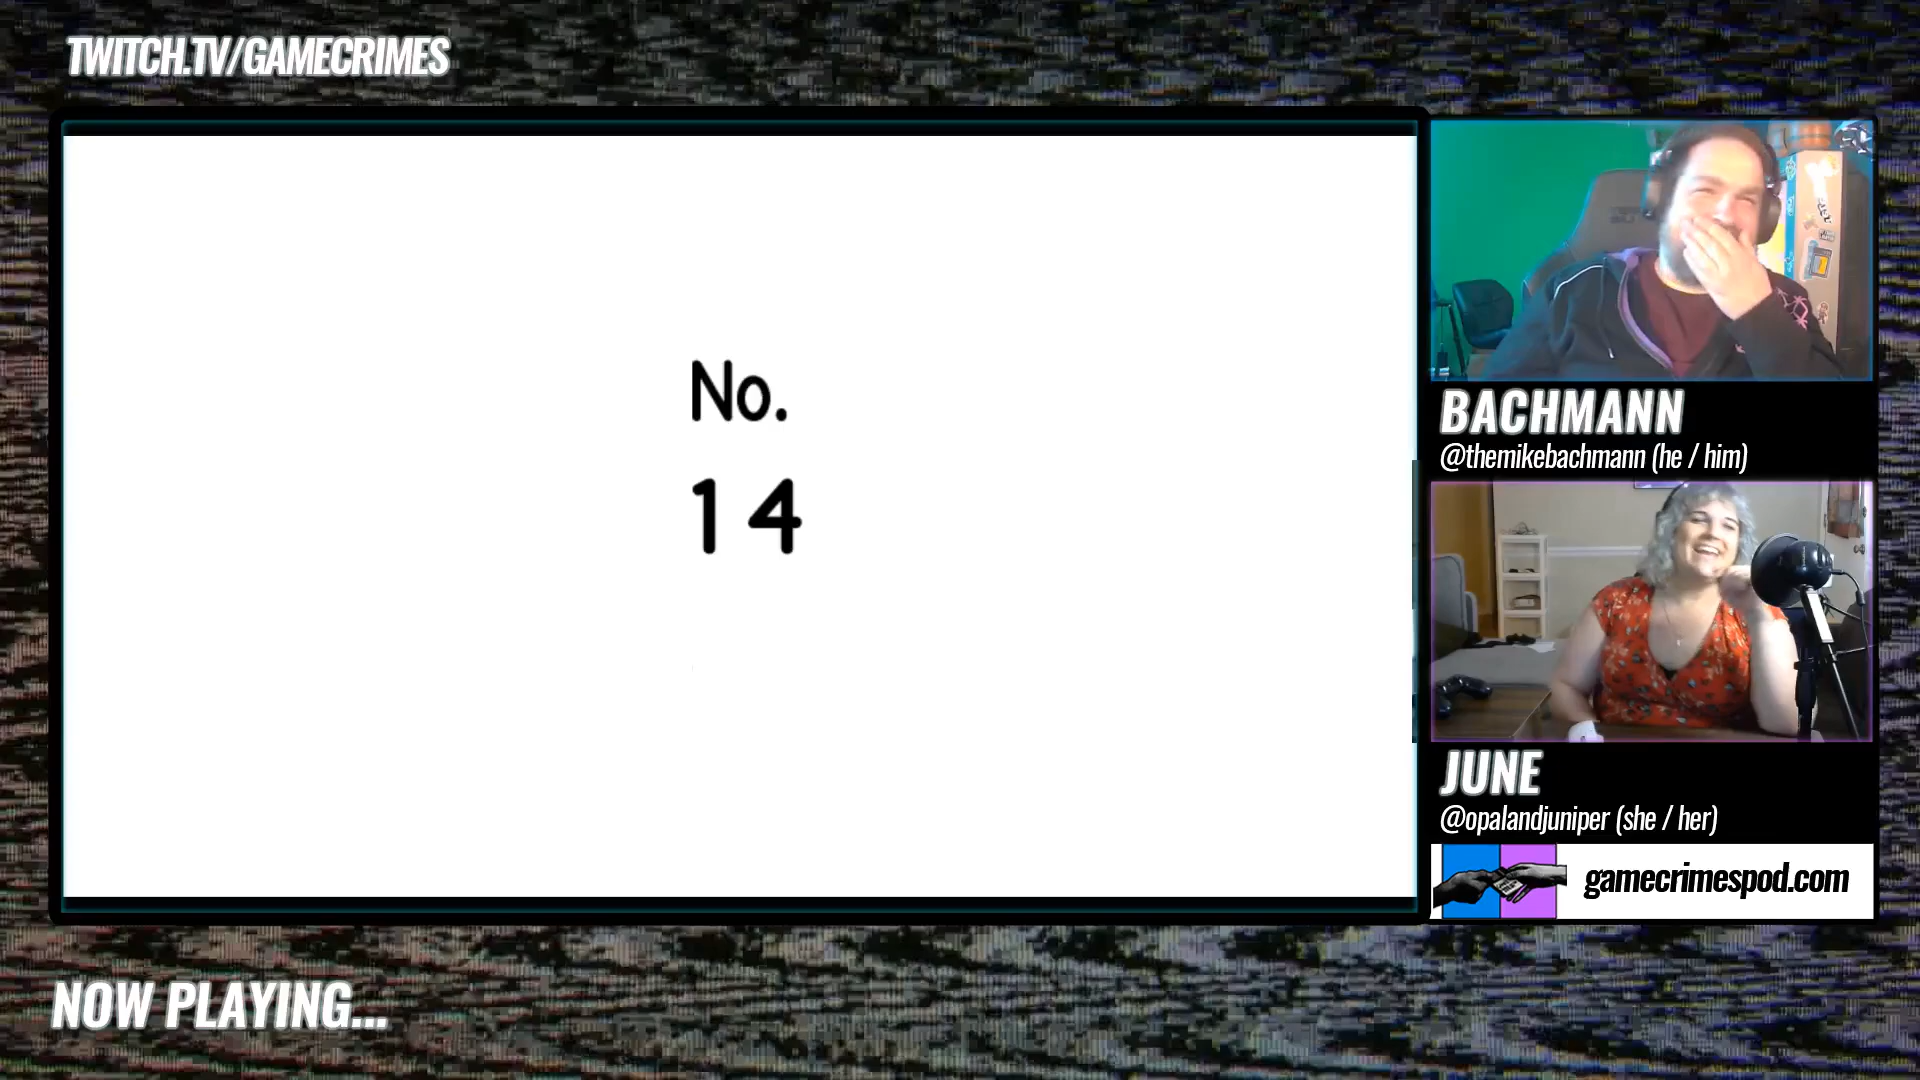 TWITCH.TV/GAMECRIMES
No.
14
BACHMANN
@themikebachmann (he / him)
JUNE
@opalandjuniper (she / her)
gamecrimespod.com
NOW PLAYING...